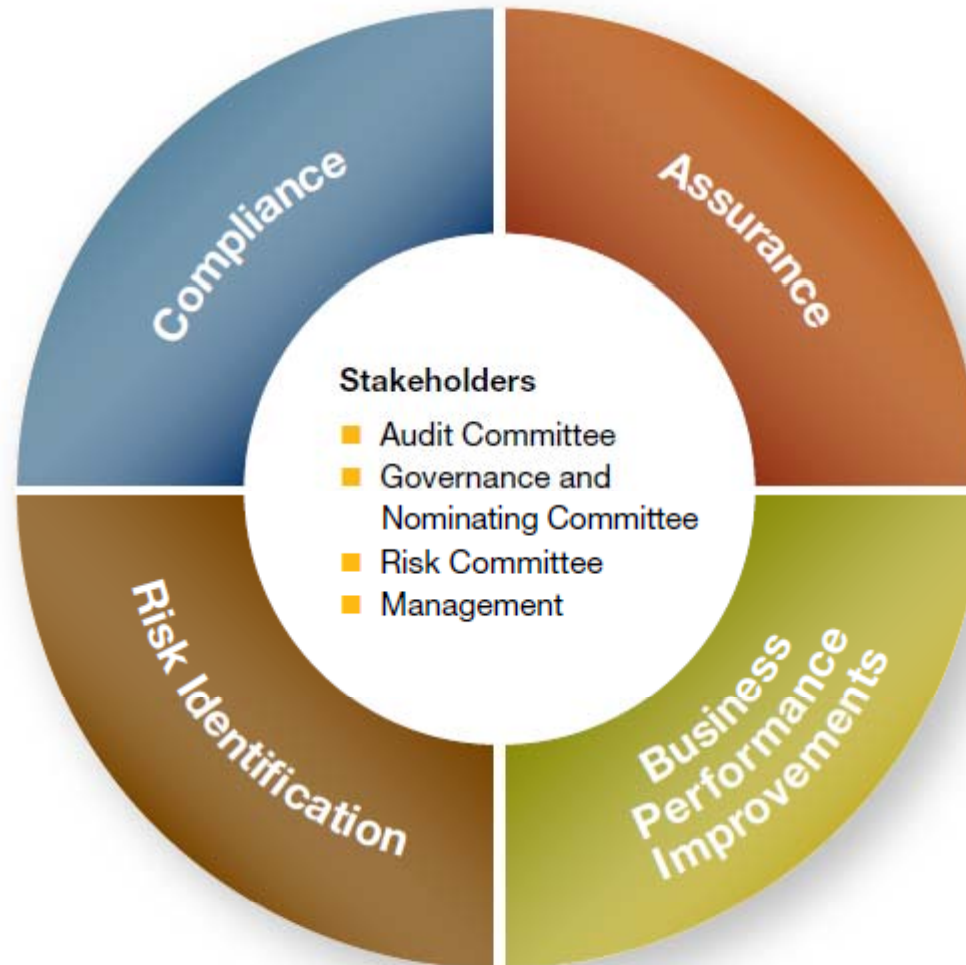 Compliance
Assurance
Stakeholders
Audit Committee
Governance and
Nominating Committee
Risk Committee
Management
Risk Identification
Business
Performance
Improvements